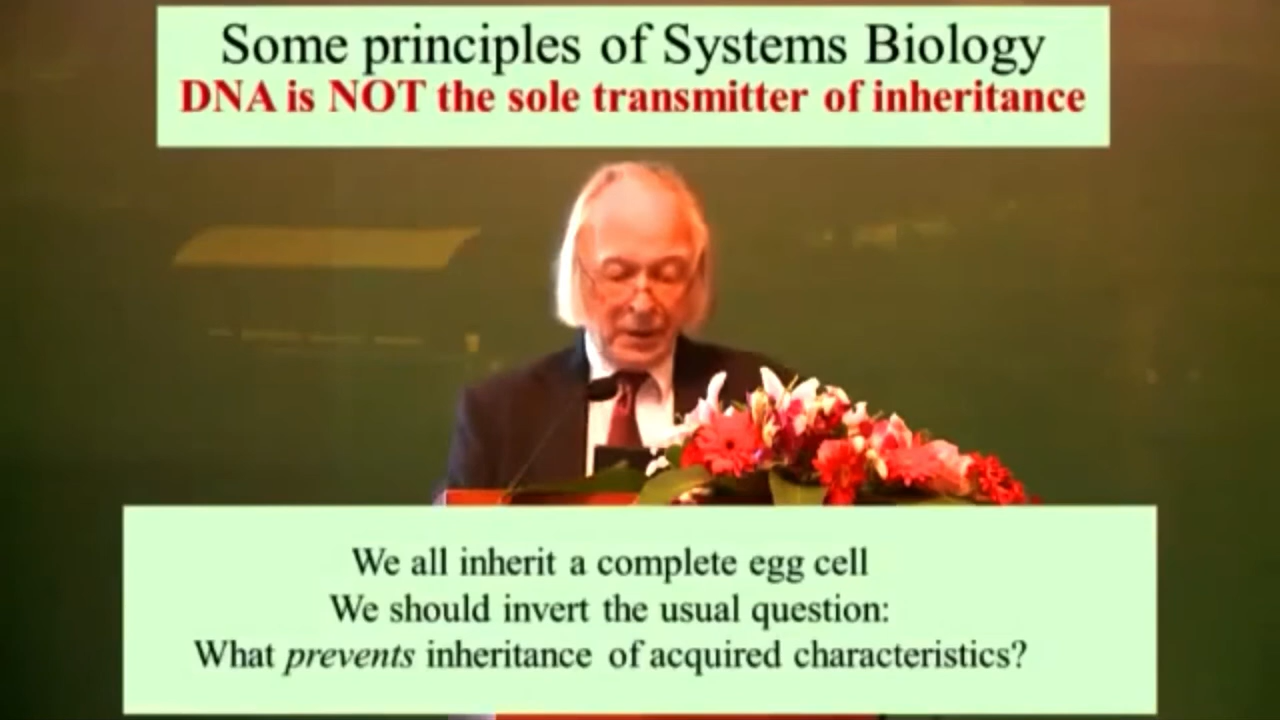 Some principles of Systems Biology
DNA is NOT the sole transmitter of inheritance
We all inherit a complete egg cell
We should invert the usual question:
What prevents inheritance of acquired characteristics?